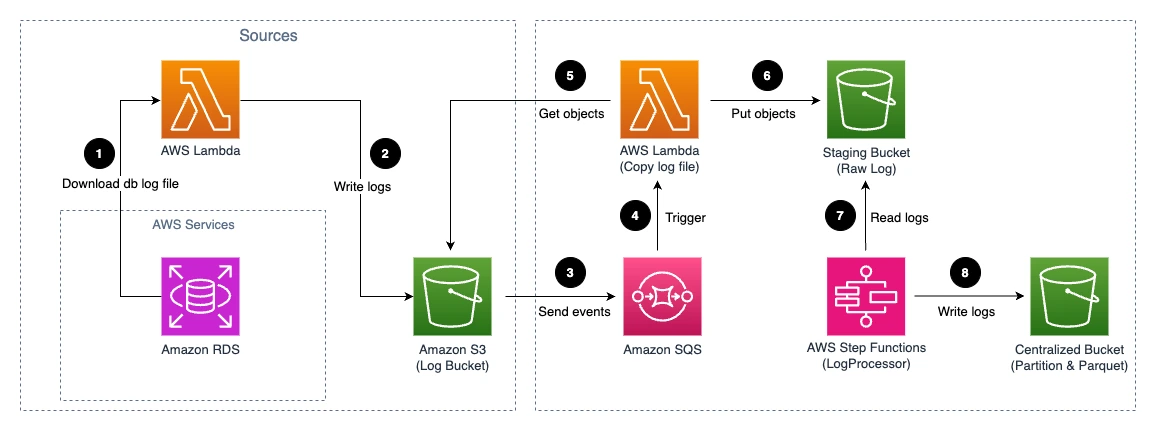 Sources
AWS Lambda
1
Download db log file
2
Write logs
AWS Services
Amazon RDS
Amazon S3
(Log Bucket)
3
Send events
Amazon SQS
4
Trigger
AWS Lambda
(Copy log file)
5
Get objects
6
Put objects
Staging Bucket
(Raw Log)
7
Read logs
AWS Step Functions
(LogProcessor)
8
Write logs
Centralized Bucket
(Partition & Parquet)